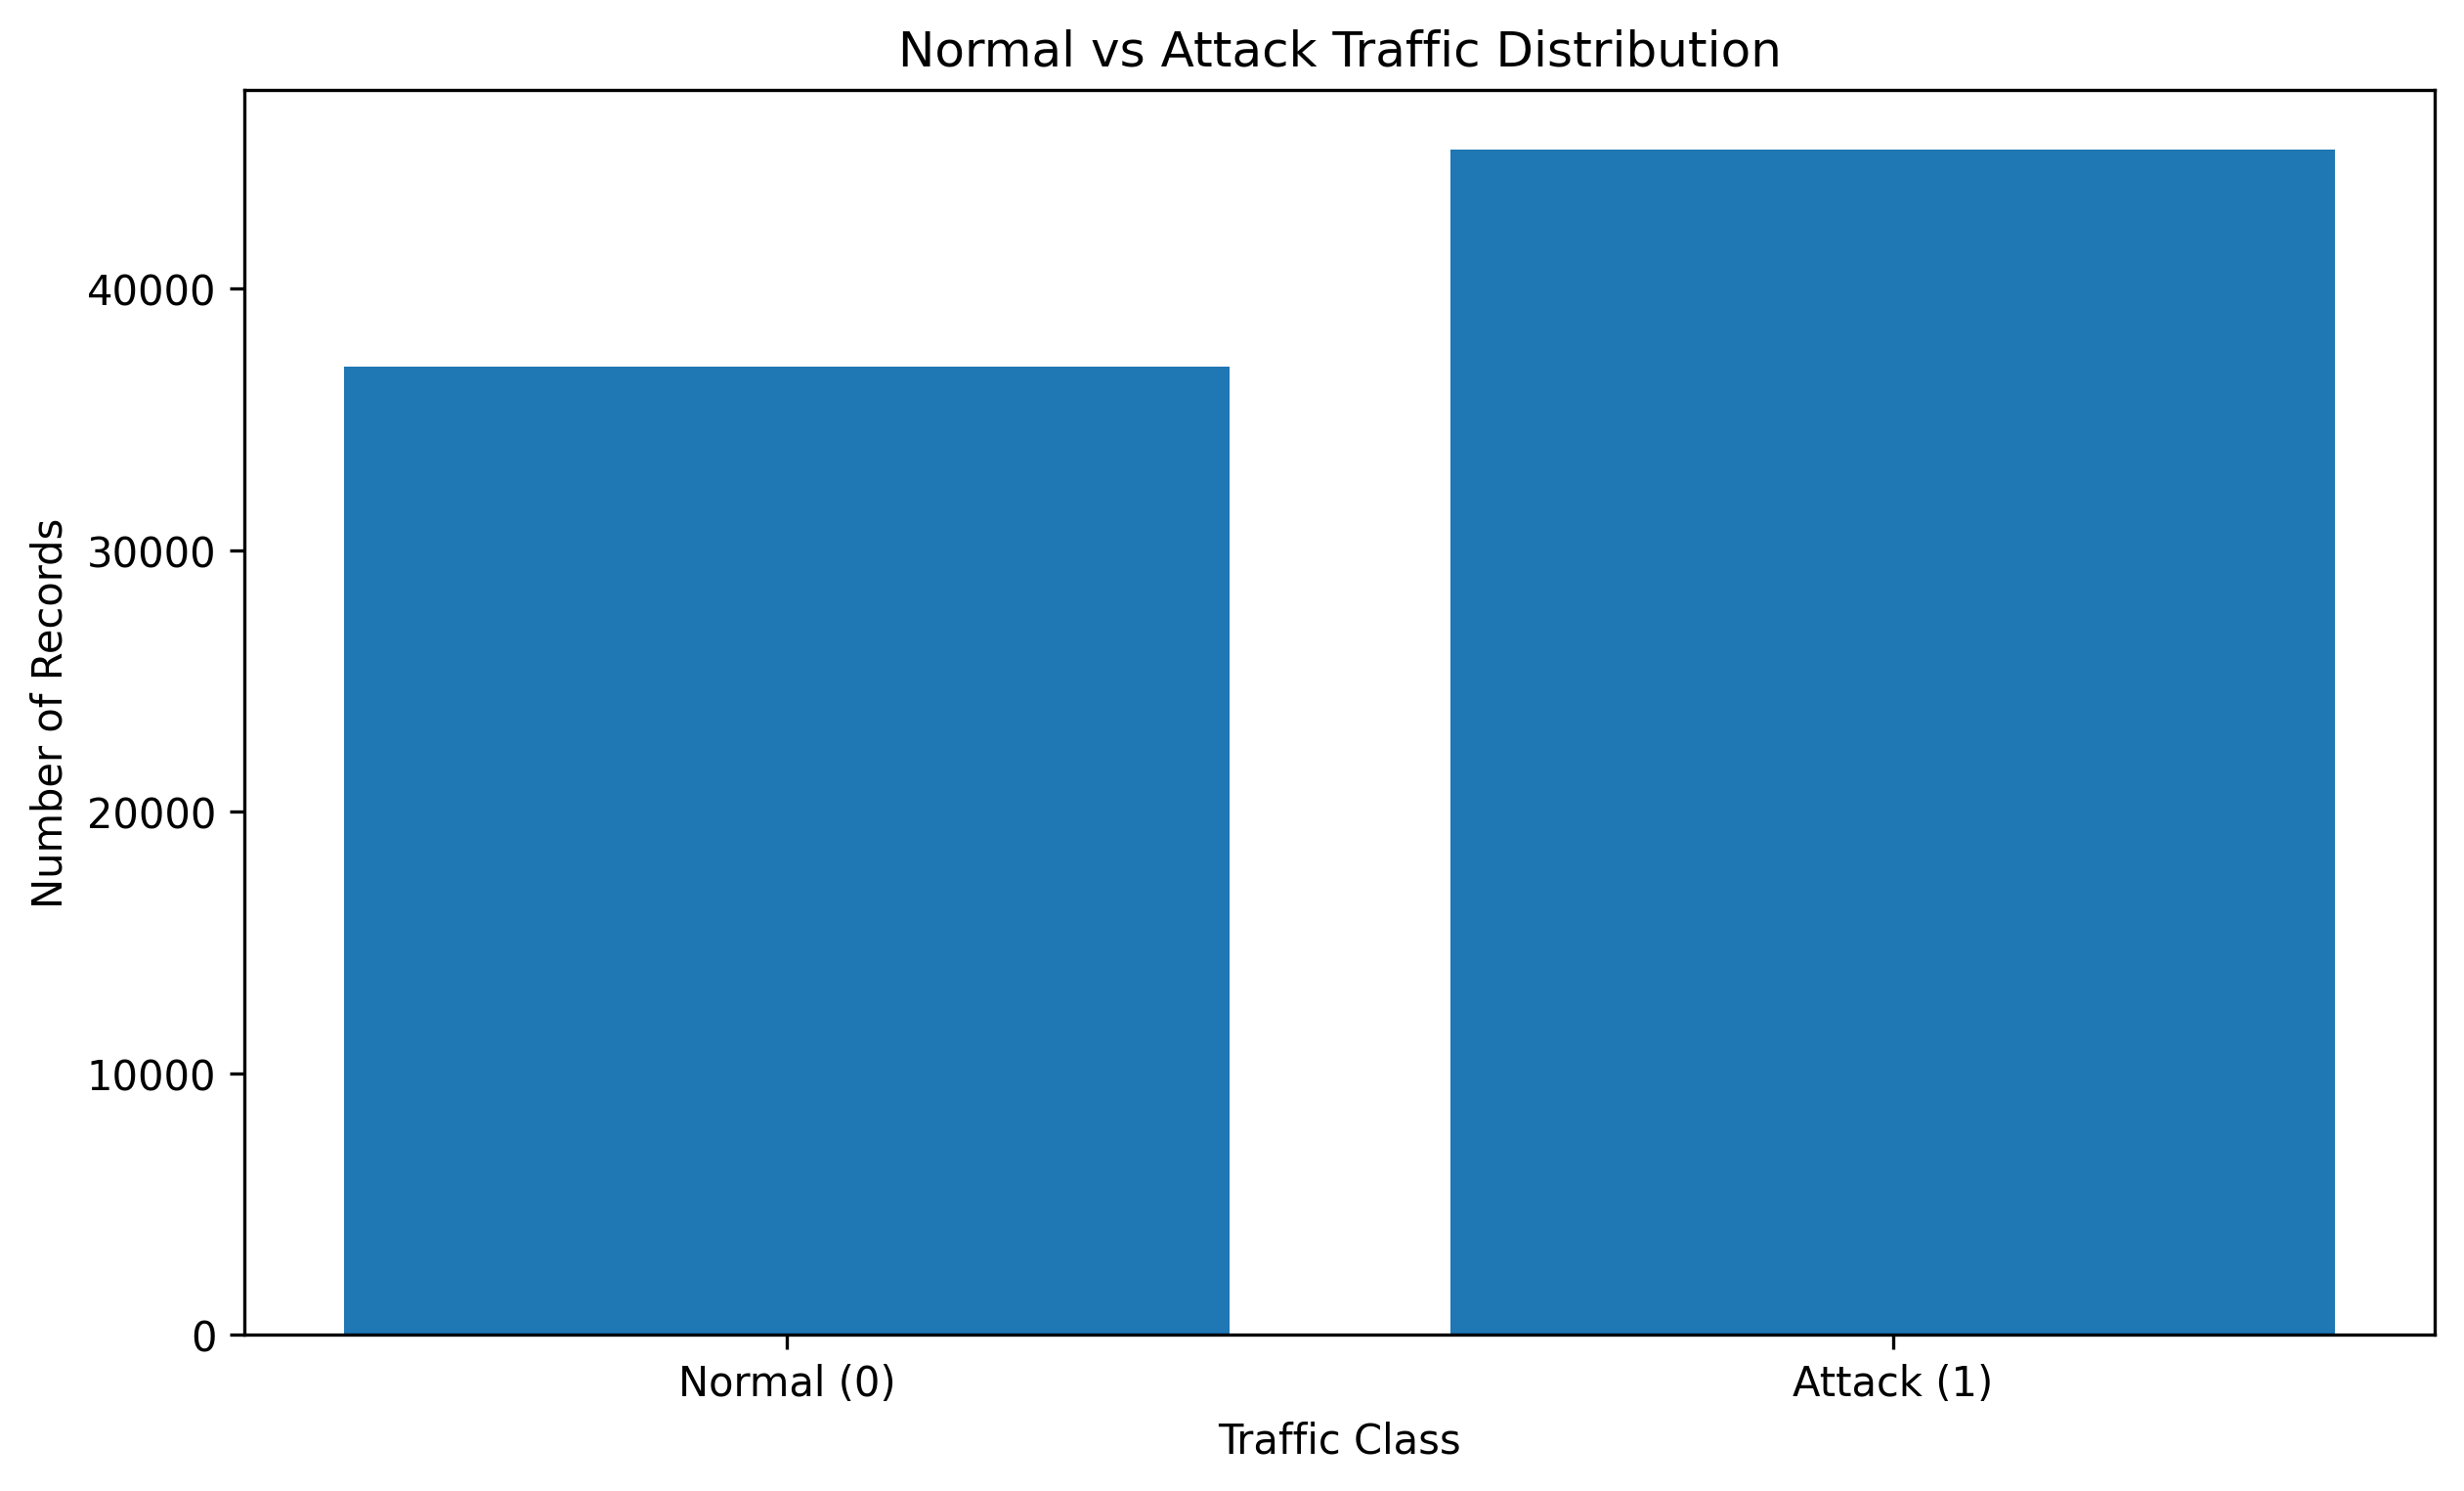 Normal vs Attack Traffic Distribution
Number of Records
40000
30000
20000
10000
0
Normal (0)
Attack (1)
Traffic Class